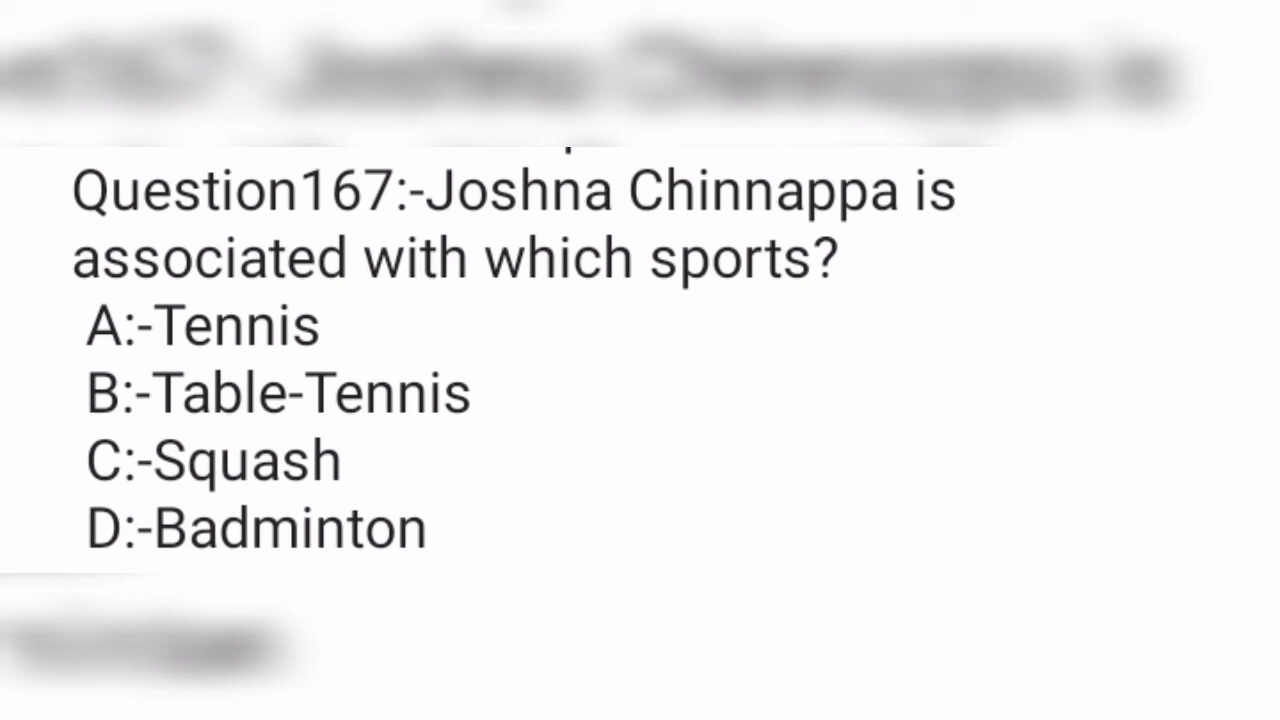 Question167:-Joshna Chinnappa is
associated with which sports?
A:-Tennis
B:-Table-Tennis
C:-Squash
D:-Badminton